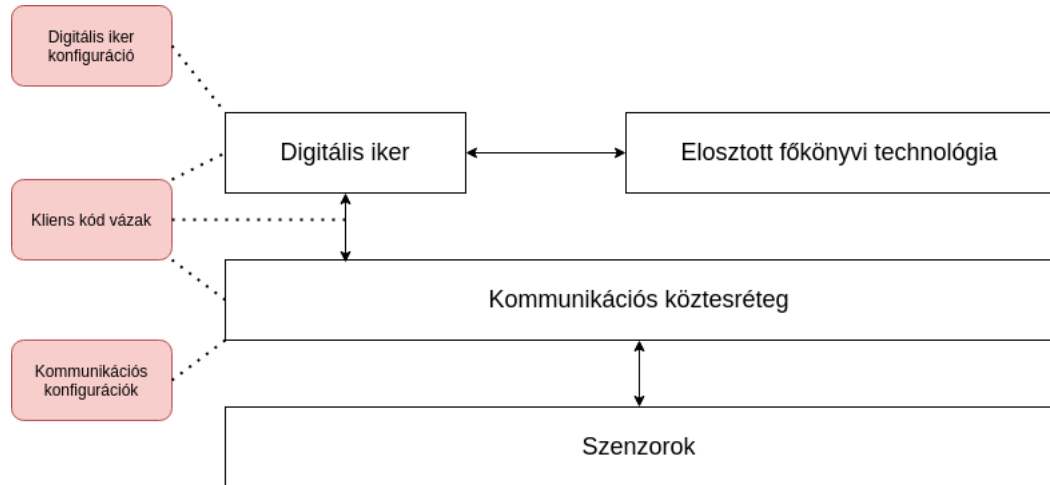 Digitális iker
konfiguráció
Digitális iker
Elosztott főkönyvi technológia
Kliens kód vázak
Kommunikációs köztesréteg
Kommunikációs
konfigurációk
Szenzorok